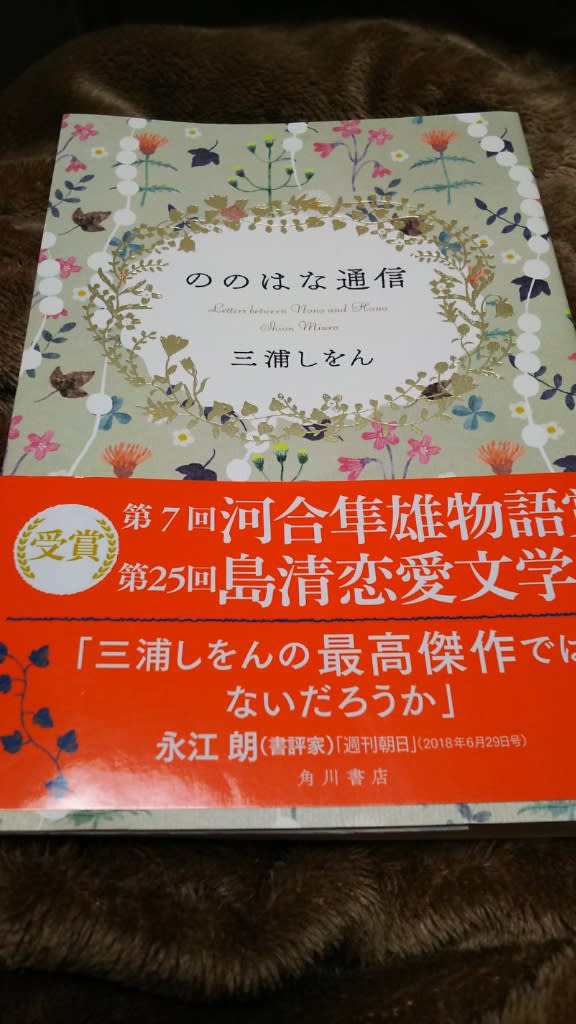 ののはな通信
Letters between Nono and Hana
Shion Miura
三浦しをん
受賞
第7回河合隼雄物語賞
第25回島清恋愛文学
「三浦しをんの最高傑作では
ないだろうか」
永江 朗(書評家)「週刊朝日」(2018年6月29日号)
角川書店